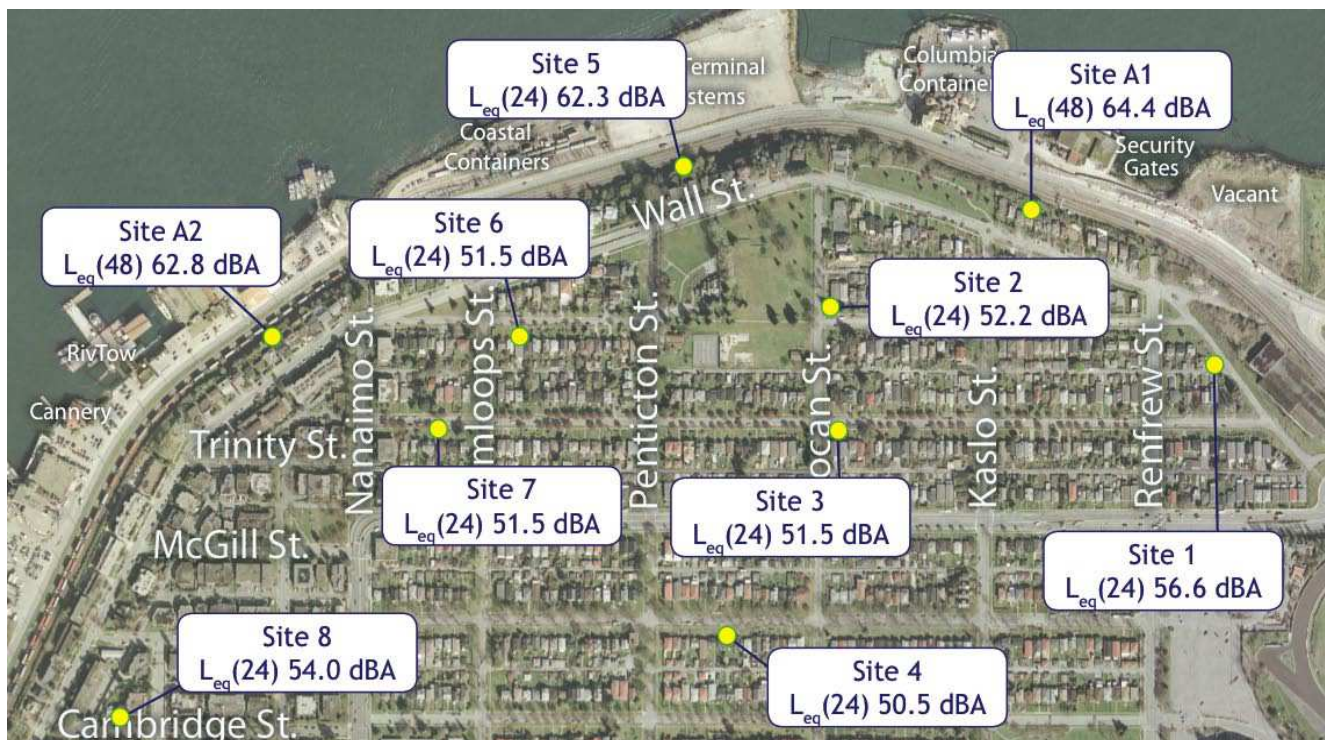 Site 5
Leq(24) 62.3 dBA
Terminal
stems
Columbia
Container
Site A1
Leq(48) 64.4 dBA
Coastal
Containers
Security
Gates
Vacant
Wall St.
Site A2
Leq(48) 62.8 dBA
Site 6
Leq(24) 51.5 dBA
Site 2
Leq(24) 52.2 dBA
RivTow
Cannery
Nanaimo St.
mloops St.
Penticton St.
ocan St.
Kaslo St.
Renfrew St.
Trinity St.
Site 7
Leq(24) 51.5 dBA
Site 3
Leq(24) 51.5 dBA
McGill St.
Site 1
Leq(24) 56.6 dBA
Site 8
Leq(24) 54.0 dBA
Site 4
Leq(24) 50.5 dBA
Cambridge St.